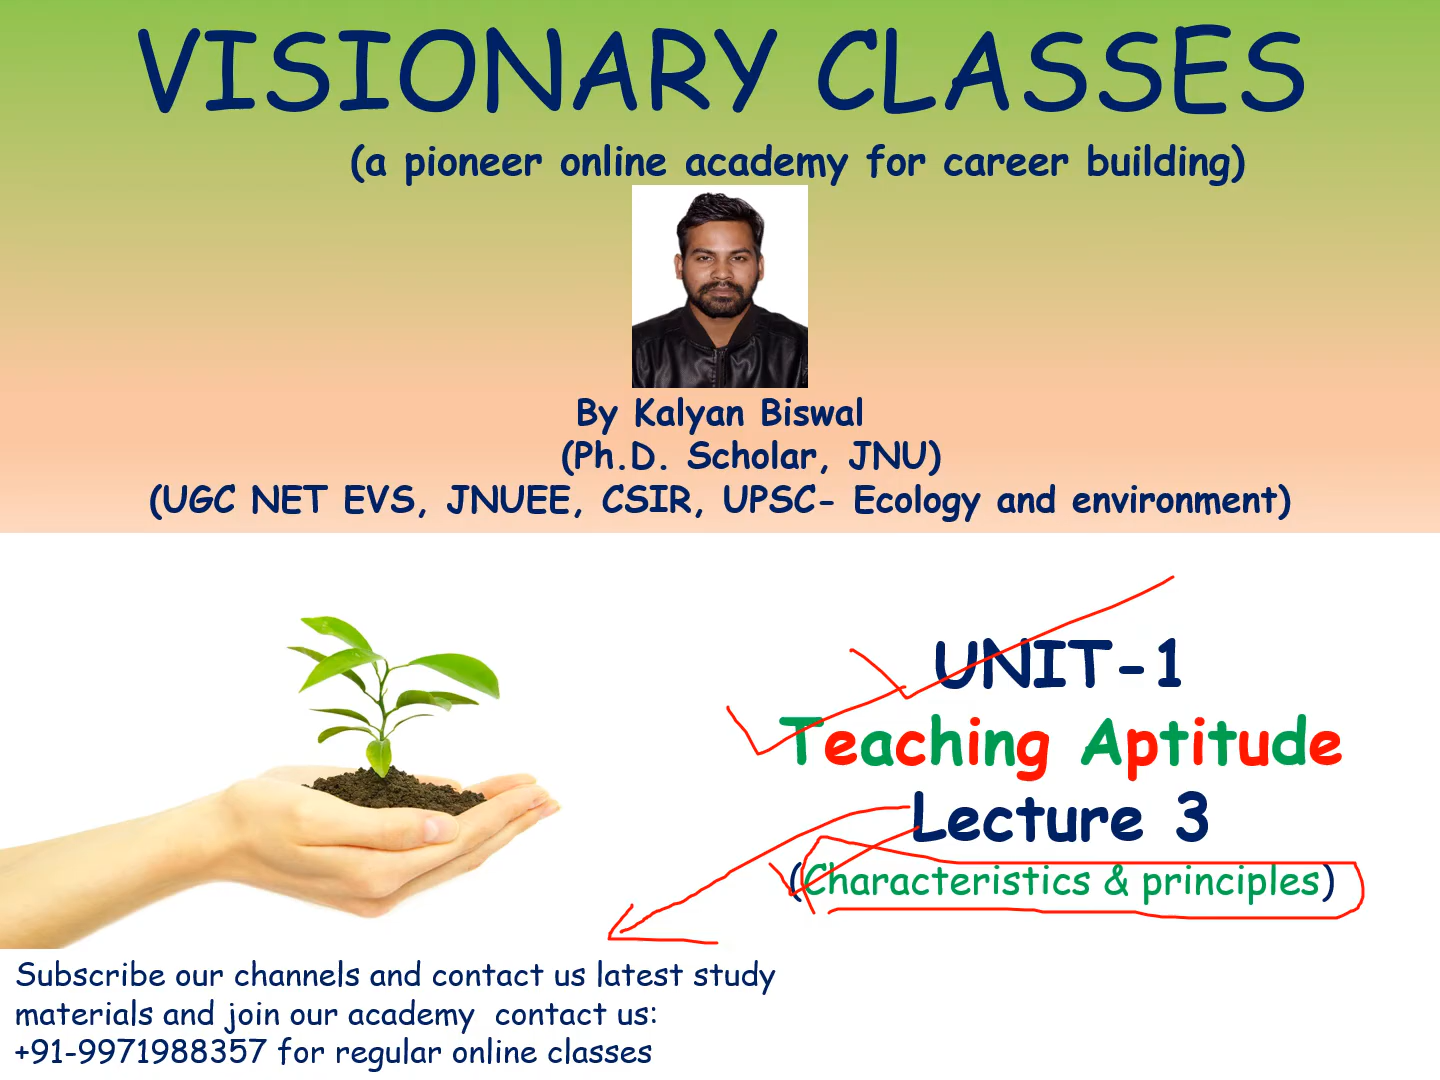 VISIONARY CLASSES
(a pioneer online academy for career building)
By Kalyan Biswal
(Ph.D. Scholar, JNU)
(UGC NET EVS, JNUEE, CSIR, UPSC- Ecology and environment)
UNIT-1
Teaching Aptitude
Lecture 3
(Characteristics & principles)
Subscribe our channels and contact us latest study
materials and join our academy contact us:
+91-9971988357 for regular online classes